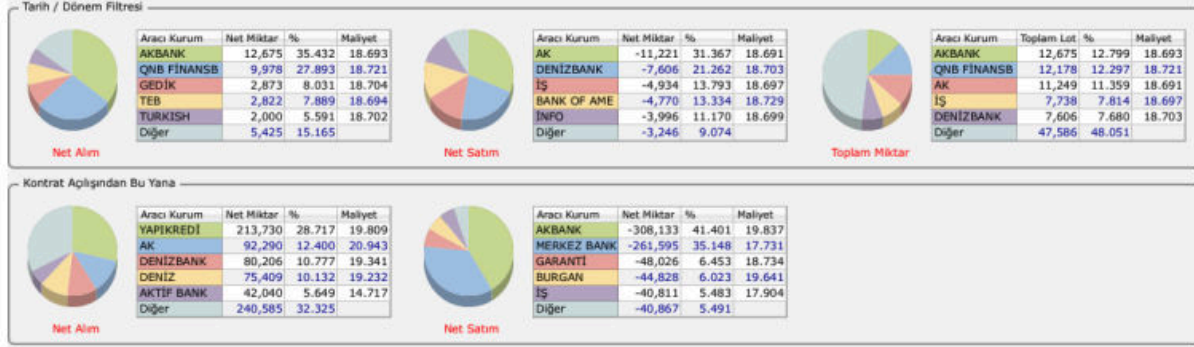 Tarih / Dönem Filtresi
Aracı Kurum Net Miktar % Maliyet
AKBANK 12,675 35.432 18.693
QNB FİNANSB 9,978 27.893 18.721
GEDİK 2,873 8.031 18.704
TEB 2,822 7.889 18.694
TURKISH 2,000 5.591 18.702
Diğer 5,425 15.165
Net Alım
Aracı Kurum Net Miktar % Maliyet
AK -11,221 31.367 18.691
DENİZBANK -7,606 21.262 18.703
İŞ -4,934 13.793 18.697
BANK OF AME -4,770 13.334 18.729
İNFO -3,996 11.170 18.699
Diğer -3,246 9.074
Net Satım
Aracı Kurum Toplam Lot % Maliyet
AKBANK 12,675 12.799 18.693
QNB FİNANSB 12,178 12.297 18.721
AK 11,249 11.359 18.691
İŞ 7,738 7.814 18.697
DENİZBANK 7,606 7.680 18.703
Diğer 47,586 48.051
Toplam Miktar
Kontrat Açılışından Bu Yana
Aracı Kurum Net Miktar % Maliyet
YAPIKREDİ 213,730 28.717 19.809
AK 92,290 12.400 20.943
DENİZBANK 80,206 10.777 19.341
DENİZ 75,409 10.132 19.232
AKTİF BANK 42,040 5.649 14.717
Diğer 240,585 32.325
Net Alım
Aracı Kurum Net Miktar % Maliyet
AKBANK -308,133 41.401 19.837
MERKEZ BANK -261,595 35.148 17.731
GARANTİ -48,026 6.453 18.734
BURGAN -44,828 6.023 19.641
İŞ -40,811 5.483 17.904
Diğer -40,867 5.491
Net Satım